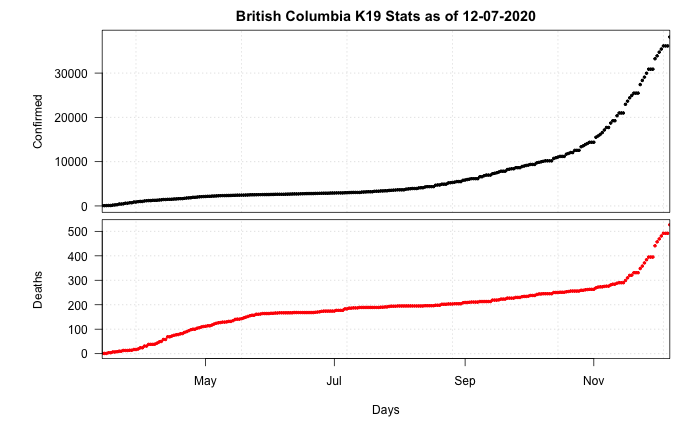 British Columbia K19 Stats as of 12-07-2020
Confirmed
30000
20000
10000
0
Deaths
500
400
300
200
100
0
May Jul Sep Nov
Days